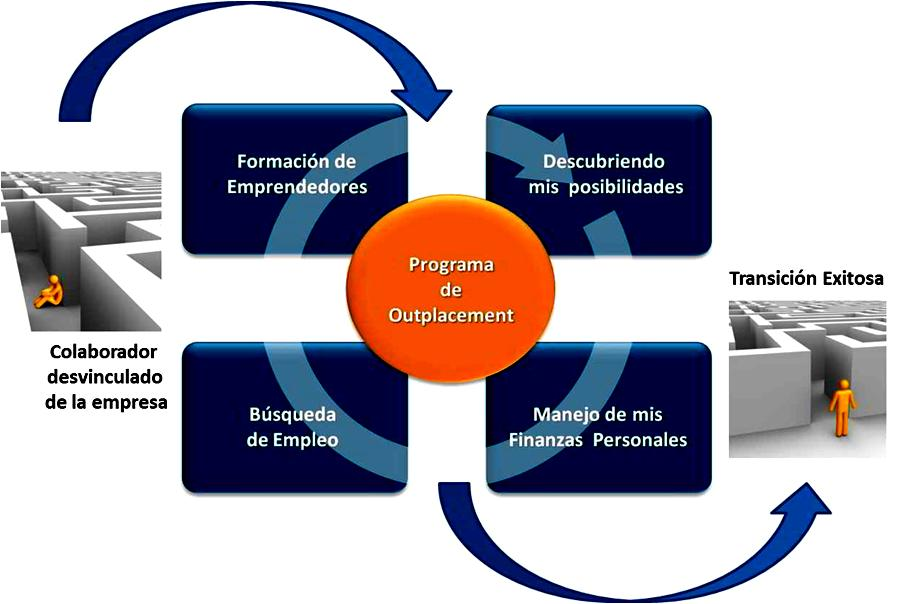 Formación de
Emprendedores
Descubriendo
mis posibilidades
Programa
de
Outplacement
Transición Exitosa
Colaborador
desvinculado
de la empresa
Búsqueda
de Empleo
Manejo de mis
Finanzas Personales